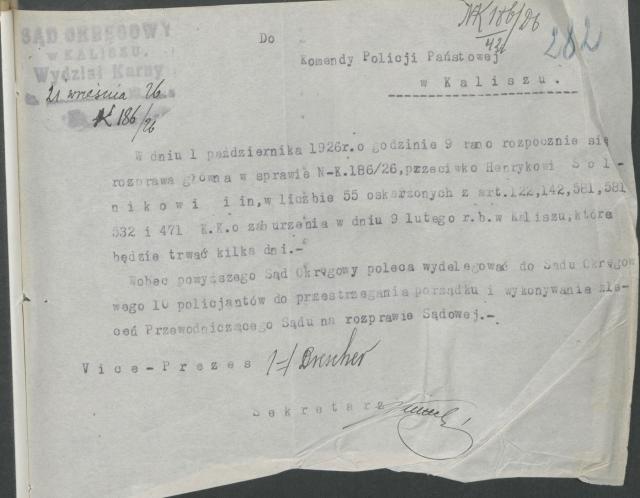 SĄD OKRĘGOWY
W KALISZU.
Wydział Karny
21 września 26
K 186/26
NK 186/26
282
Do
Komendy Policji Państwowej
w Kaliszu.
W dniu 1 października 1926r.o godzinie 9 rano rozpocznie się
rozprawa główna w sprawie N-K.186/26,przeciwko Henrykowi Sol-
nikowi i in,w liczbie 55 oskarżonych z art.122,142,581,581
532 i 471 K.K.o zaburzenia w dniu 9 lutego r.b.w Kaliszu,która
będzie trwać kilka dni.-
Wobec powyższego Sąd Okręgowy poleca wydelegować do Sądu Okręgo-
wego 10 policjantów do przestrzegania porządku i wykonywania zle-
ceń Przewodniczącego Sądu na rozprawie Sądowej.-
Vice-Prezes /-/ Drescher
Sekretarz